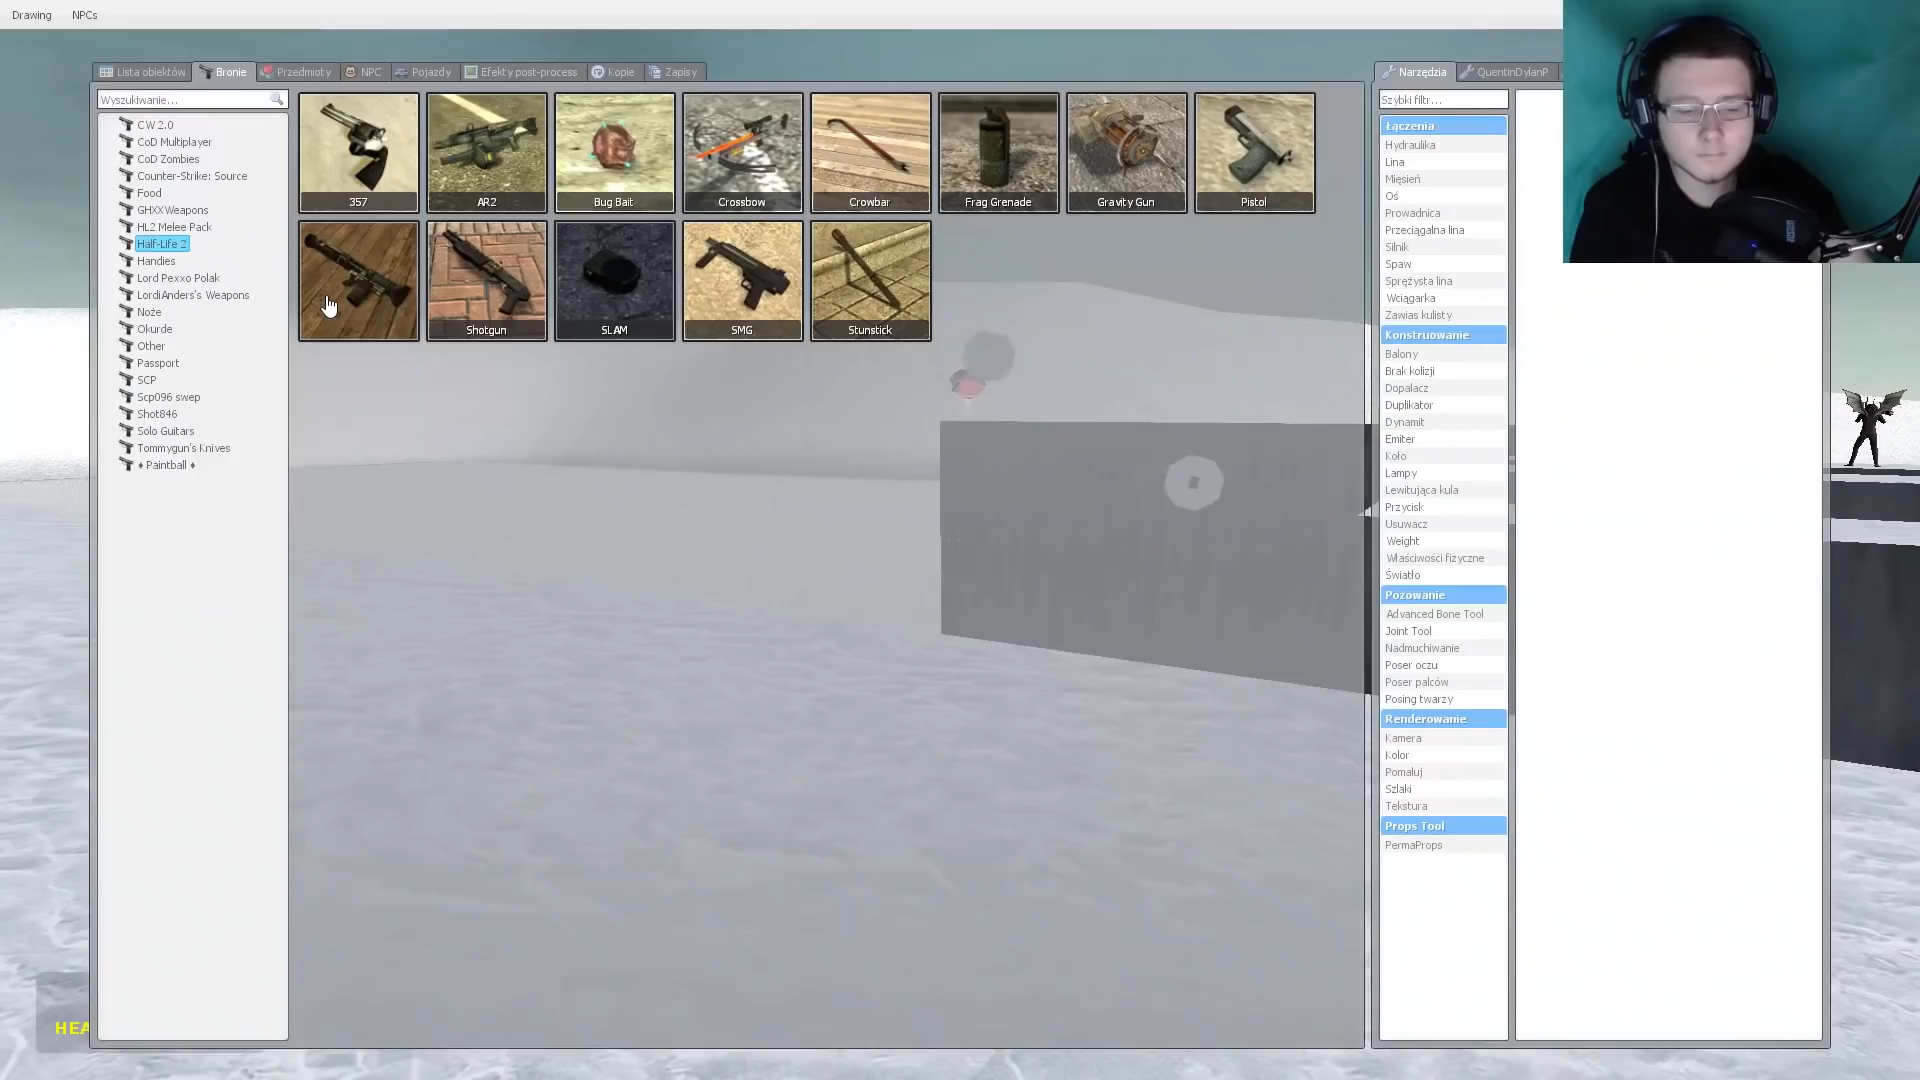 Drawing NPCs
Lista obiektów Bronie Przedmioty NPC Pojazdy Efekty post-process Kopie Zapisy
Wyszukiwanie...
CW 2.0
CoD Multiplayer
CoD Zombies
Counter-Strike: Source
Food
GHXXWeapons
HL2 Melee Pack
Half-Life 2
Handies
Lord Pexxo Polak
LordiAnders's Weapons
Noże
Okurde
Other
Passport
SCP
Scp096 swep
Shot846
Solo Guitars
Tommygun's Knives
♦ Paintball ♦
357 AR2 Bug Bait Crossbow Crowbar Frag Grenade Gravity Gun Pistol
Shotgun SLAM SMG Stunstick
Narzędzia QuentinDylanP
Szybki filtr...
Łączenia
Hydraulika
Lina
Mięsień
Oś
Prowadnica
Przeciągalna lina
Silnik
Spaw
Sprężysta lina
Wciągarka
Zawias kulisty
Konstruowanie
Balony
Brak kolizji
Dopalacz
Duplikator
Dynamit
Emiter
Koło
Lampy
Lewitująca kula
Przycisk
Usuwacz
Weight
Właściwości fizyczne
Światło
Pozowanie
Advanced Bone Tool
Joint Tool
Nadmuchiwanie
Poser oczu
Poser palców
Posing twarzy
Renderowanie
Kamera
Kolor
Pomaluj
Szlaki
Tekstura
Props Tool
PermaProps
HEA